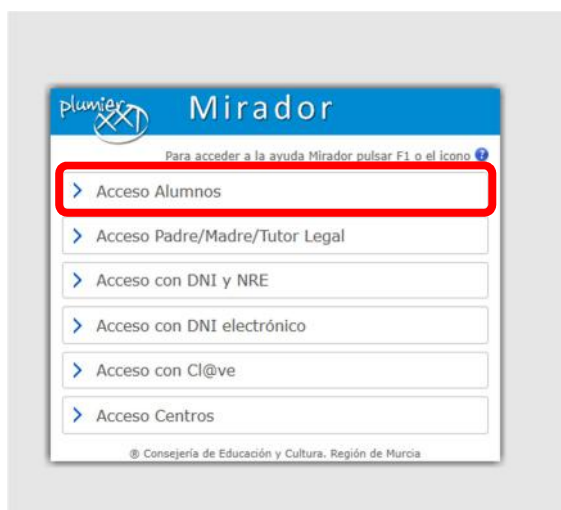 plumier XXI
Mirador
Para acceder a la ayuda Mirador pulsar F1 o el icono ?
> Acceso Alumnos
> Acceso Padre/Madre/Tutor Legal
> Acceso con DNI y NRE
> Acceso con DNI electrónico
> Acceso con Cl@ve
> Acceso Centros
® Consejería de Educación y Cultura. Región de Murcia